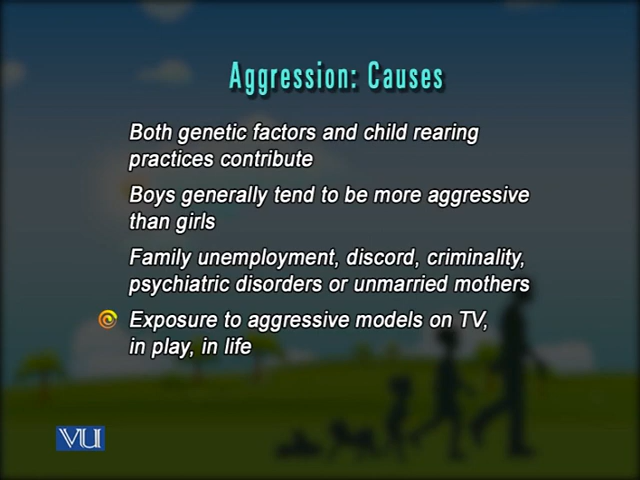 Aggression: Causes
Both genetic factors and child rearing
practices contribute
Boys generally tend to be more aggressive
than girls
Family unemployment, discord, criminality,
psychiatric disorders or unmarried mothers
Exposure to aggressive models on TV,
in play, in life
VU